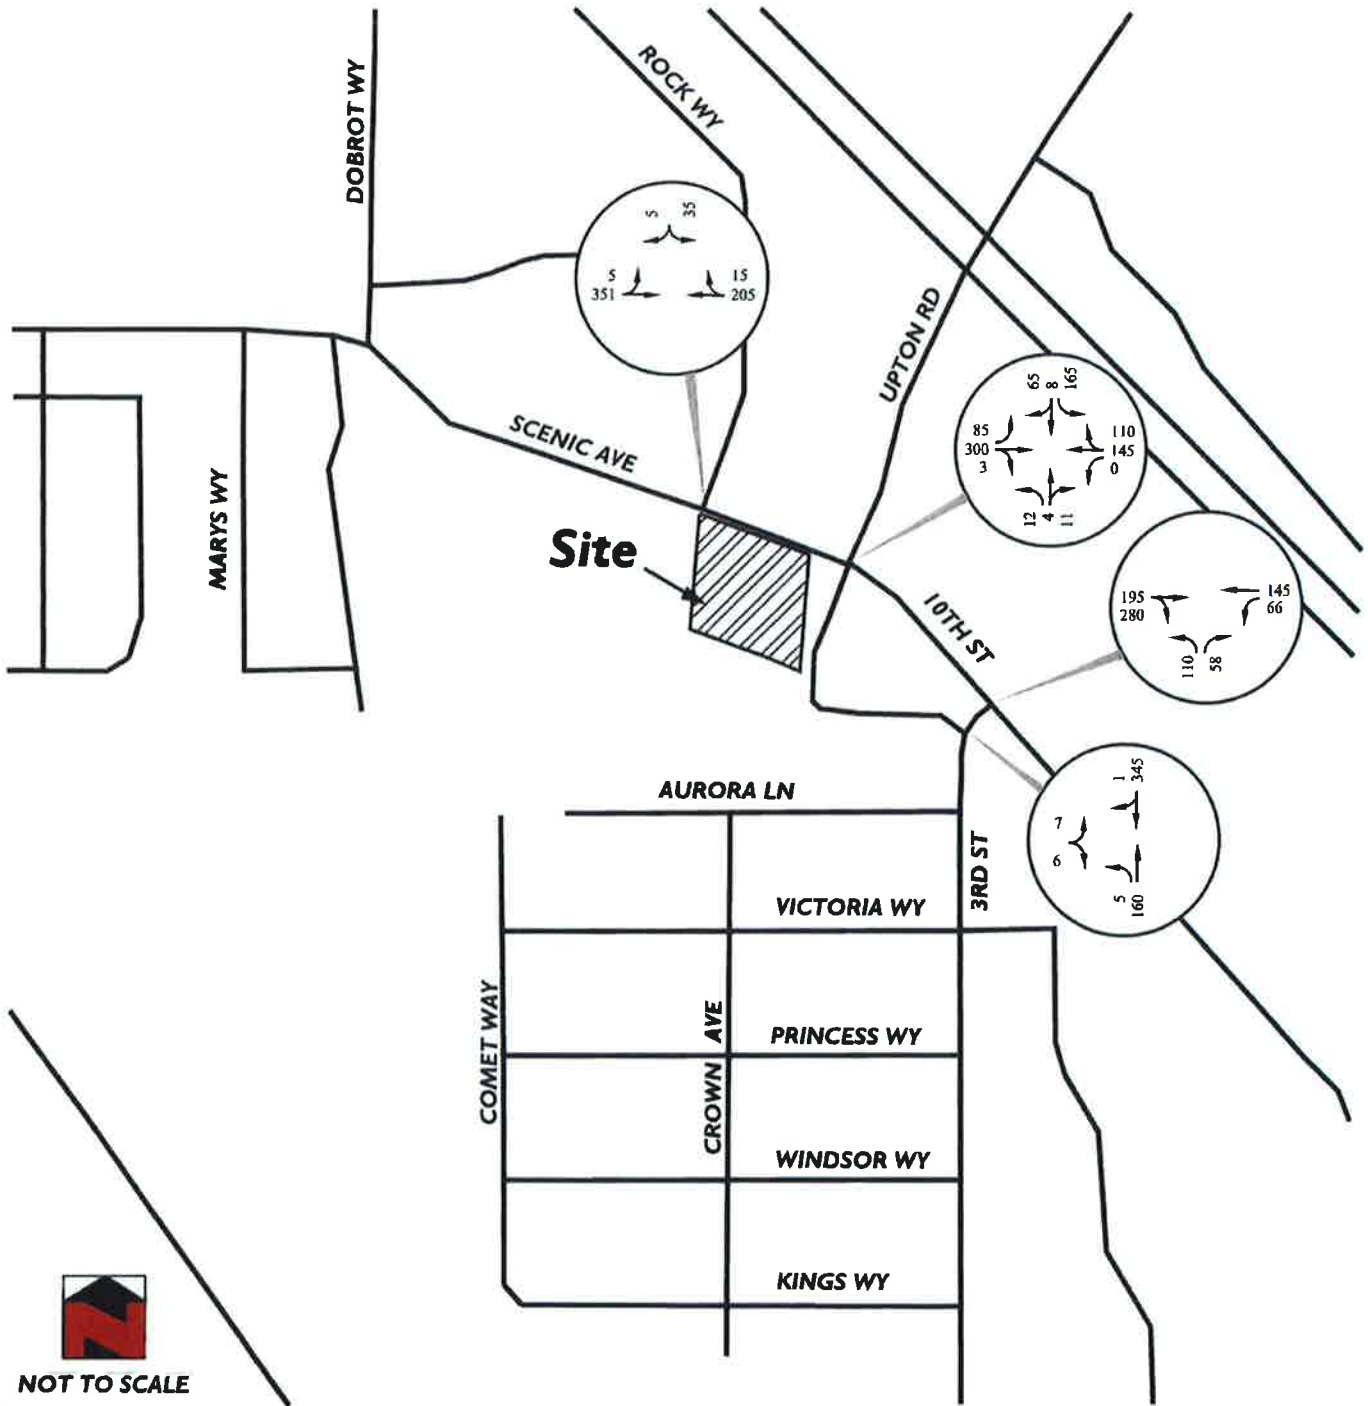 DOBROT WY
ROCK WY
5 35
5 15
351 205
UPTON RD
SCENIC AVE
65 8 165
85 110
300 145
3 0
12 4 11
MARYS WY
Site
10TH ST
195 145
280 66
110 58
1 345
7
6
5 160
AURORA LN
3RD ST
VICTORIA WY
COMET WAY
CROWN AVE
PRINCESS WY
WINDSOR WY
KINGS WY
NOT TO SCALE